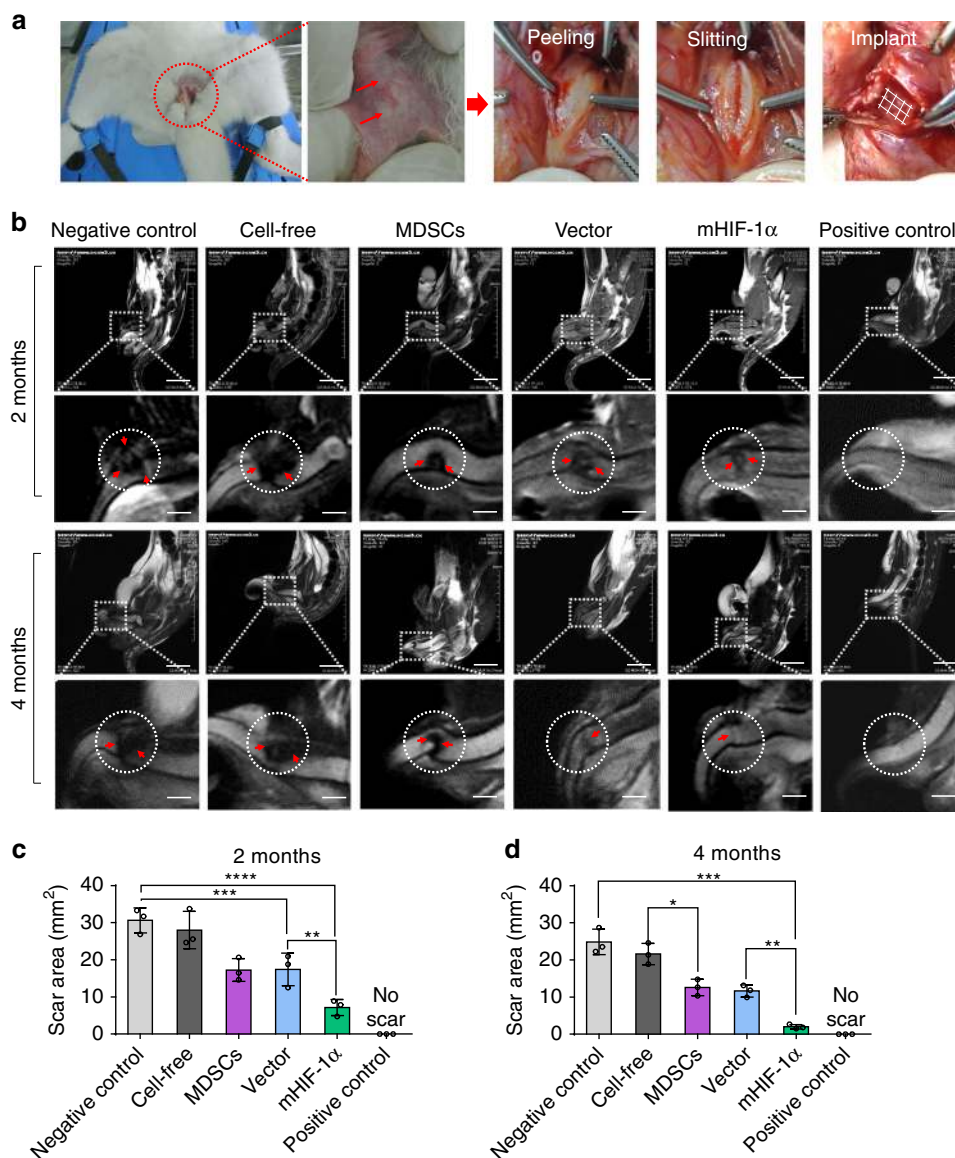 a
Peeling
Slitting
Implant
b
Negative control
Cell-free
MDSCs
Vector
mHIF-1α
Positive control
2 months
4 months
c
2 months
Scar area (mm²)
40
30
20
10
0
****
***
**
No
scar
Negative control
Cell-free
MDSCs
Vector
mHIF-1α
Positive control
d
4 months
Scar area (mm²)
40
30
20
10
0
***
*
**
No
scar
Negative control
Cell-free
MDSCs
Vector
mHIF-1α
Positive control